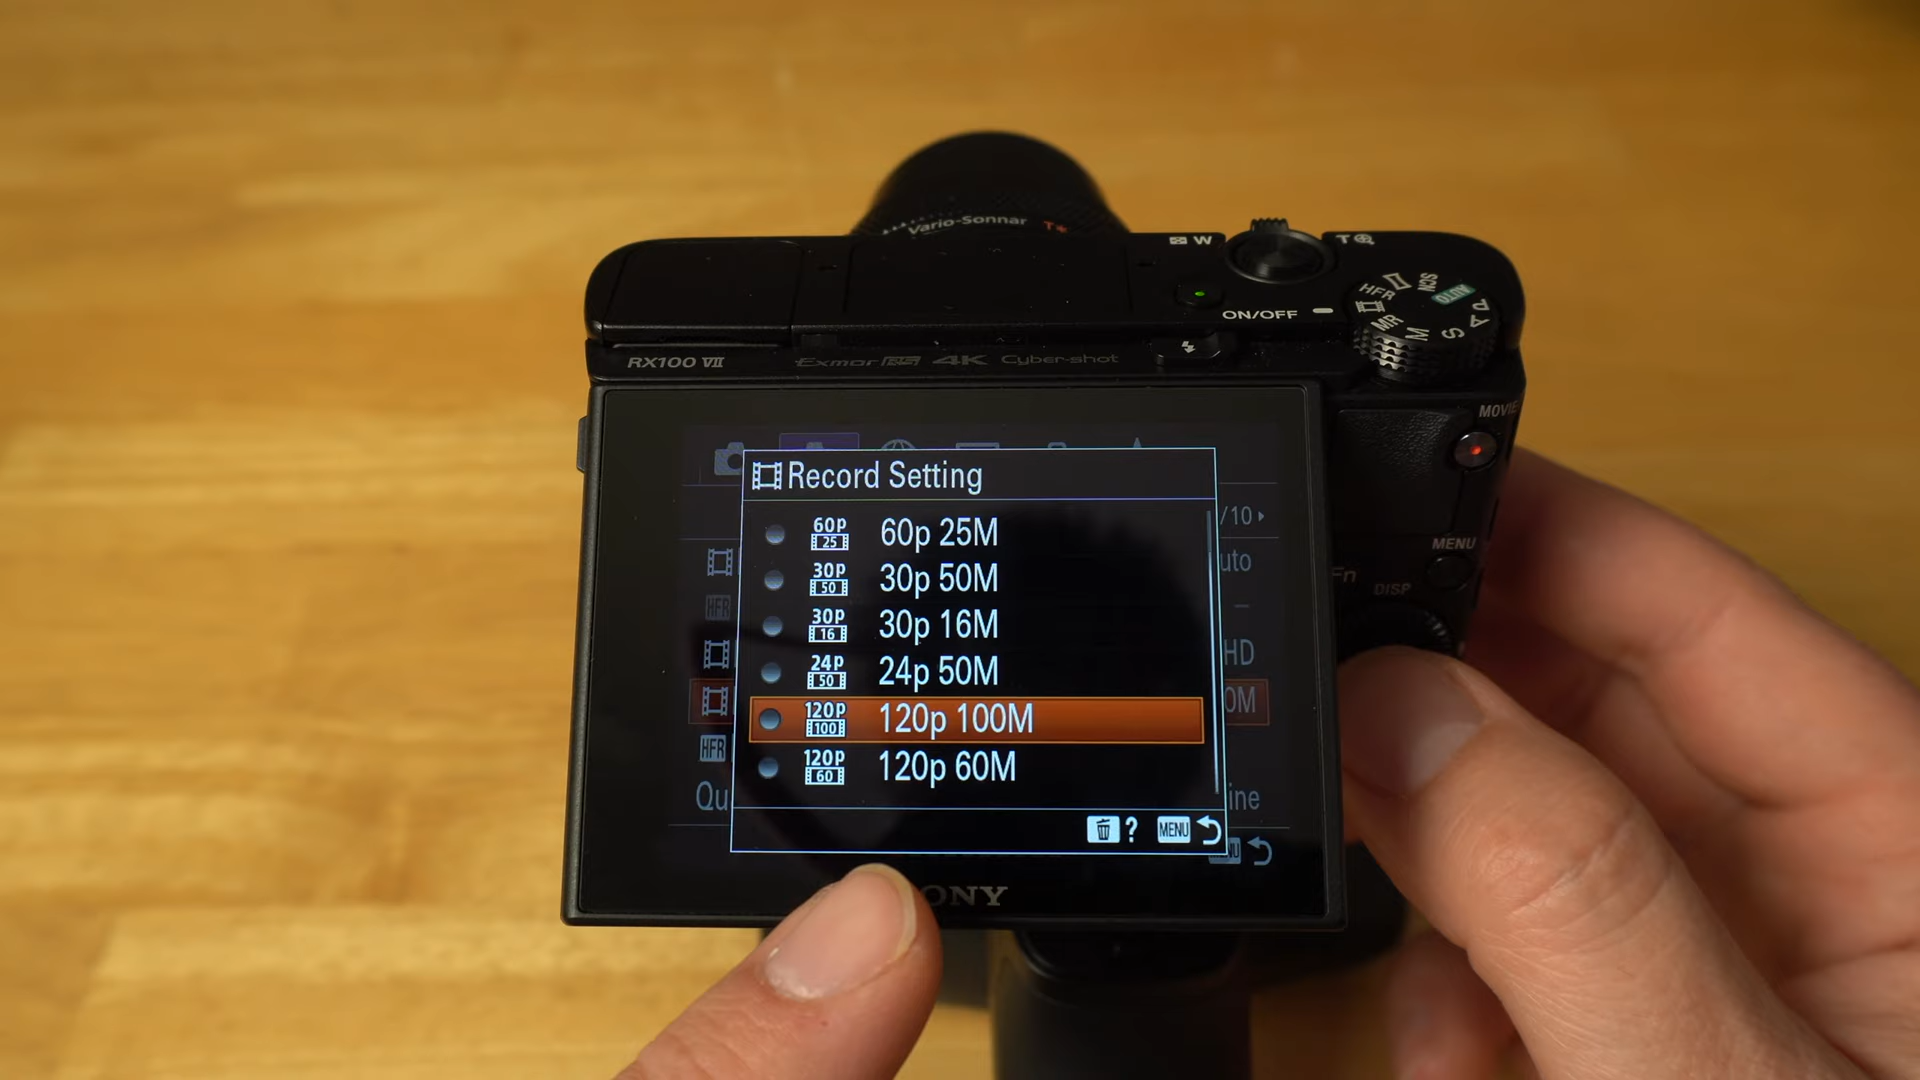 Vario-Sonnar T*
W T
ON/OFF
HFR SCN AUTO P A S M MR
RX100 VII Exmor RS 4K Cyber-shot
MOVIE
Record Setting
60P 25 60p 25M
30P 50 30p 50M
30P 16 30p 16M
24P 50 24p 50M
120P 100 120p 100M
120P 60 120p 60M
? MENU
/10
uto
HFR –
HD
0M
HFR
Qu ine
MENU
Fn
DISP
ONY